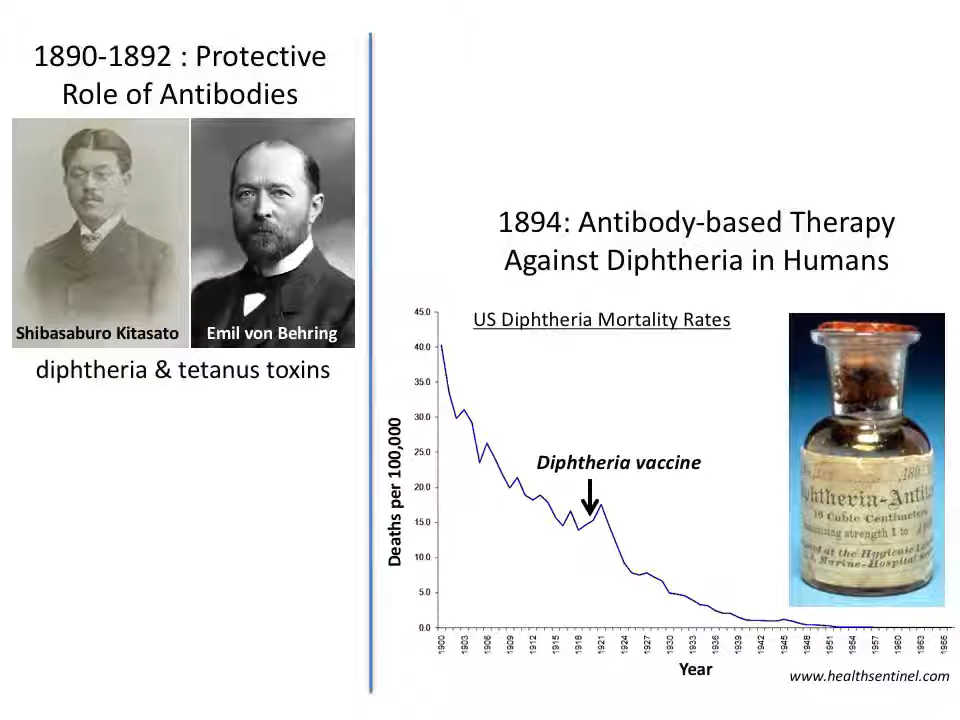 1890-1892 : Protective
Role of Antibodies
Shibasaburo Kitasato
Emil von Behring
diphtheria & tetanus toxins
1894: Antibody-based Therapy
Against Diphtheria in Humans
US Diphtheria Mortality Rates
Deaths per 100,000
45.0
40.0
35.0
30.0
25.0
20.0
15.0
10.0
5.0
0.0
Diphtheria vaccine
1900
1903
1906
1909
1912
1915
1918
1921
1924
1927
1930
1933
1936
1939
1942
1945
1948
1951
1954
1957
1960
1963
1966
Year
htheria-Antit
Cubic Centimeters
strength 1 to
at the Hygienic
Marine-Hospital
www.healthsentinel.com